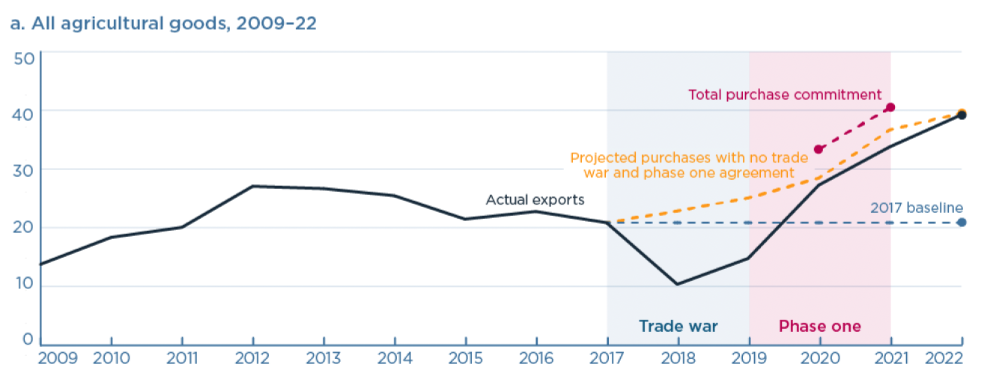 a. All agricultural goods, 2009–22
50
Total purchase commitment
40
Projected purchases with no trade
war and phase one agreement
30
Actual exports
2017 baseline
20
10
Trade war
Phase one
0
2009 2010 2011 2012 2013 2014 2015 2016 2017 2018 2019 2020 2021 2022